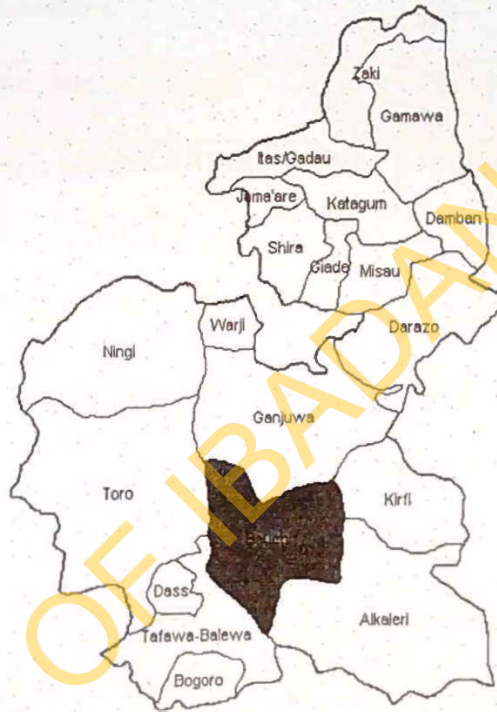 Zaki
Gamawa
Itas/Gadau
Jama'are
Katagum
Damban
Shira
Giade
Misau
Warji
Darazo
Ningi
Ganjuwa
Toro
Kirfi
Bauchi
Dass
Alkaleri
Tafawa-Balewa
Bogoro
OF IBADAN